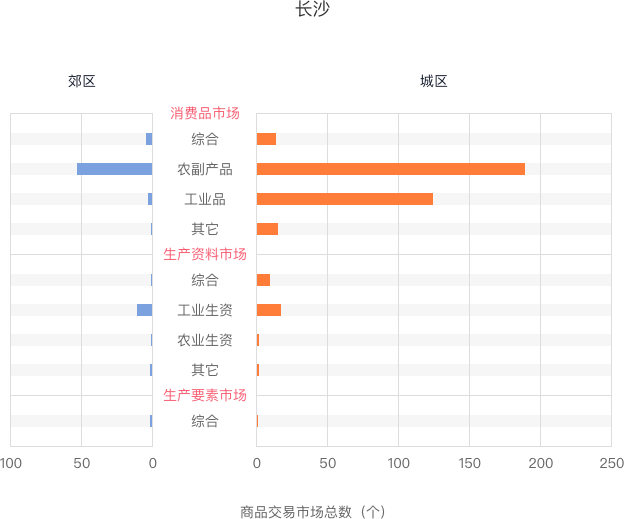 长沙
郊区 城区
消费品市场
综合
农副产品
工业品
其它
生产资料市场
综合
工业生资
农业生资
其它
生产要素市场
综合
100 50 0 0 50 100 150 200 250
商品交易市场总数（个）